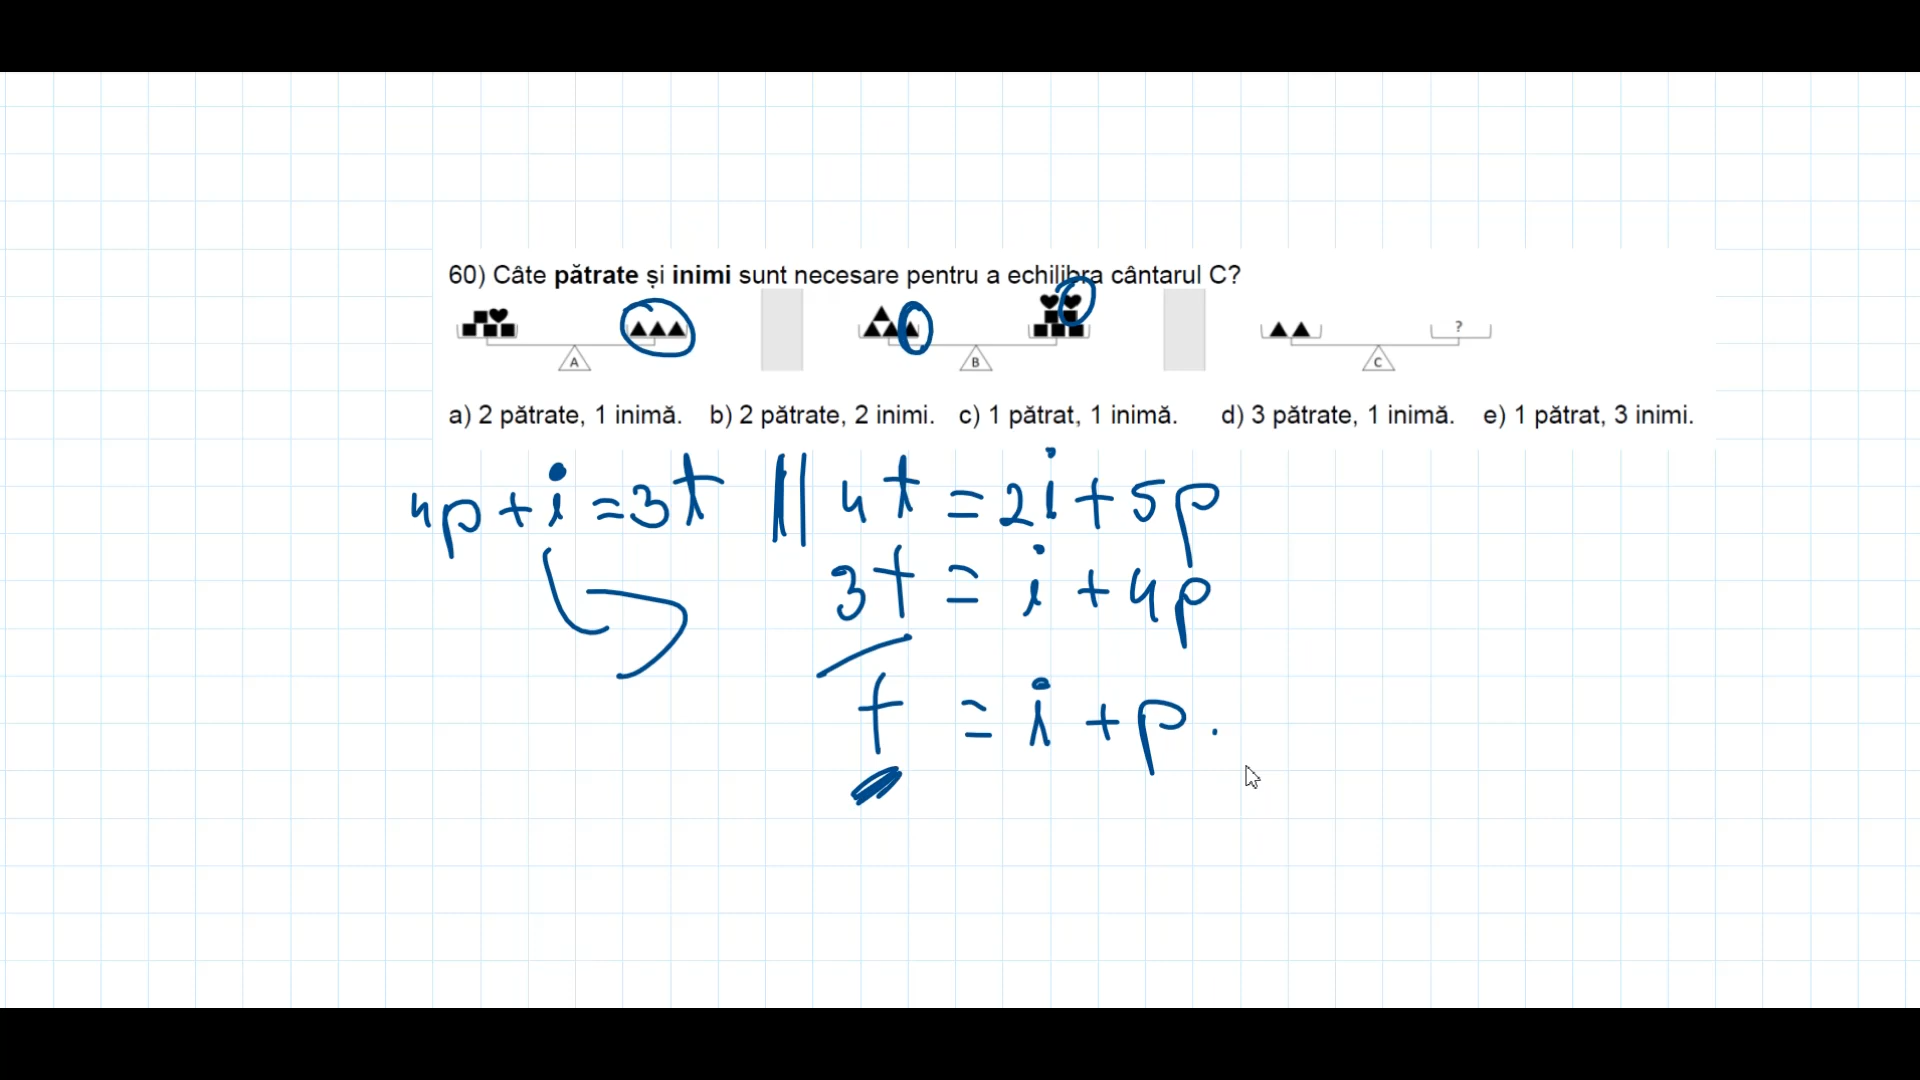 60) Câte pătrate și inimi sunt necesare pentru a echilibra cântarul C?
?
A
B
C
a) 2 pătrate, 1 inimă. b) 2 pătrate, 2 inimi. c) 1 pătrat, 1 inimă. d) 3 pătrate, 1 inimă. e) 1 pătrat, 3 inimi.
4p + i = 3t || 4t = 2i + 5p
3t = i + 4p
t = i + p.